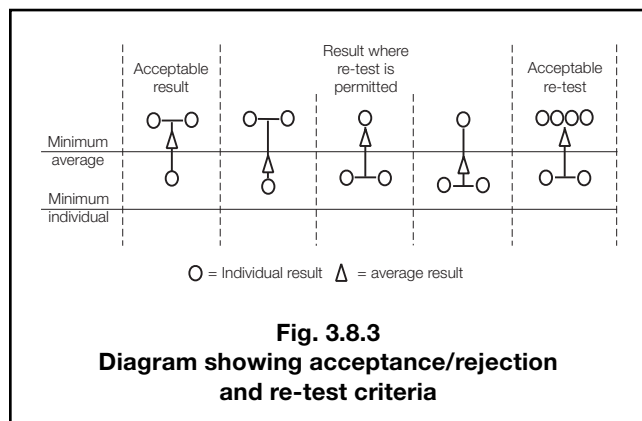 Acceptable
result
Result where
re-test is
permitted
Acceptable
re-test
Minimum
average
Minimum
individual
= Individual result = average result
Fig. 3.8.3
Diagram showing acceptance/rejection
and re-test criteria